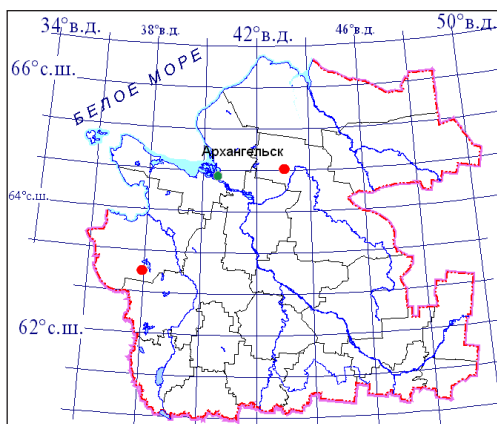 34°в.д.
38°в.д.
42°в.д.
46°в.д.
50°в.д.
66°с.ш.
БЕЛОЕ МОРЕ
Архангельск
64°с.ш.
62°с.ш.